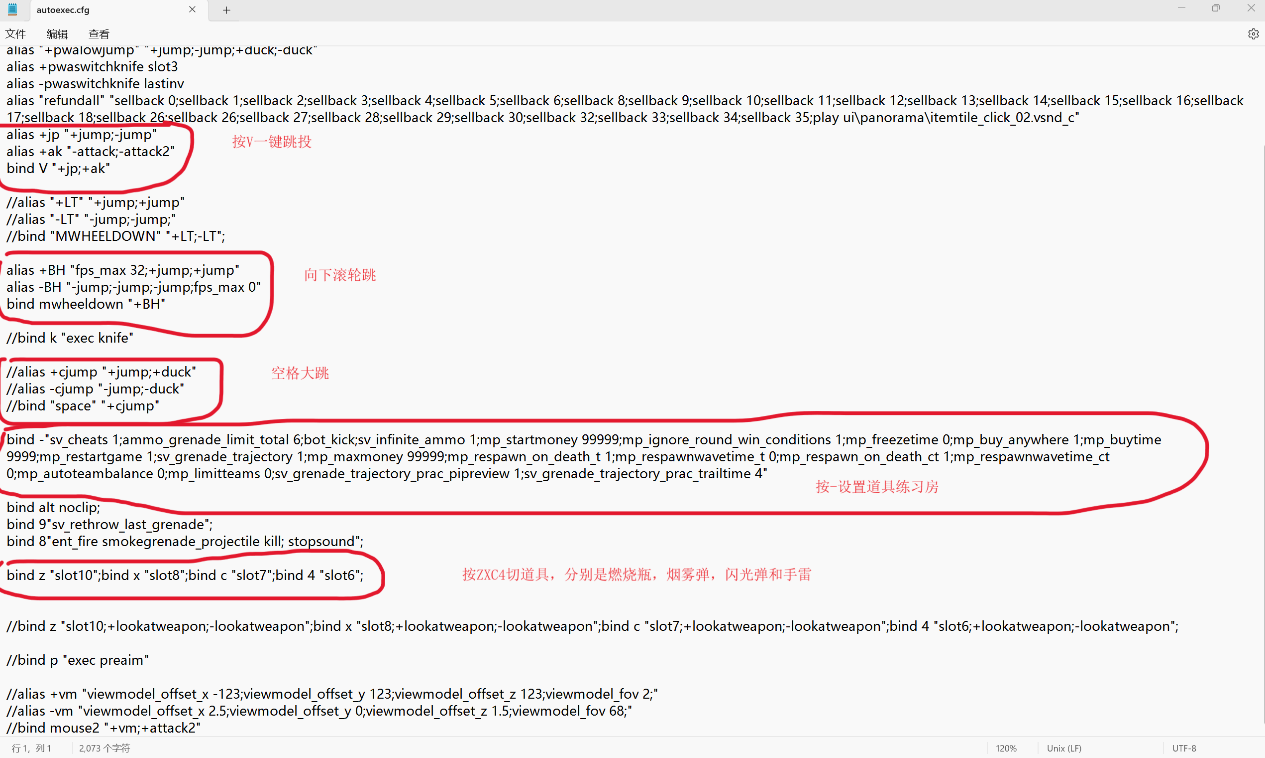 autoexec.cfg
文件 编辑 查看
alias "+pwalowjump" "+jump;-jump;+duck;-duck"
alias +pwaswitchknife slot3
alias -pwaswitchknife lastinv
alias "refundall" "sellback 0;sellback 1;sellback 2;sellback 3;sellback 4;sellback 5;sellback 6;sellback 8;sellback 9;sellback 10;sellback 11;sellback 12;sellback 13;sellback 14;sellback 15;sellback 16;sellback
17;sellback 18;sellback 26;sellback 26;sellback 27;sellback 28;sellback 29;sellback 30;sellback 32;sellback 33;sellback 34;sellback 35;play ui\panorama\itemtile_click_02.vsnd_c"
alias +jp "+jump;-jump"
按V一键跳投
alias +ak "-attack;-attack2"
bind V "+jp;+ak"
//alias "+LT" "+jump;+jump"
//alias "-LT" "-jump;-jump;"
//bind "MWHEELDOWN" "+LT;-LT";
alias +BH "fps_max 32;+jump;+jump"
向下滚轮跳
alias -BH "-jump;-jump;-jump;fps_max 0"
bind mwheeldown "+BH"
//bind k "exec knife"
//alias +cjump "+jump;+duck"
空格大跳
//alias -cjump "-jump;-duck"
//bind "space" "+cjump"
bind -"sv_cheats 1;ammo_grenade_limit_total 6;bot_kick;sv_infinite_ammo 1;mp_startmoney 99999;mp_ignore_round_win_conditions 1;mp_freezetime 0;mp_buy_anywhere 1;mp_buytime
9999;mp_restartgame 1;sv_grenade_trajectory 1;mp_maxmoney 99999;mp_respawn_on_death_t 1;mp_respawnwavetime_t 0;mp_respawn_on_death_ct 1;mp_respawnwavetime_ct
0;mp_autoteambalance 0;mp_limitteams 0;sv_grenade_trajectory_prac_pipreview 1;sv_grenade_trajectory_prac_trailtime 4"
按-设置道具练习房
bind alt noclip;
bind 9"sv_rethrow_last_grenade";
bind 8"ent_fire smokegrenade_projectile kill; stopsound";
bind z "slot10";bind x "slot8";bind c "slot7";bind 4 "slot6";
按ZXC4切道具，分别是燃烧瓶，烟雾弹，闪光弹和手雷
//bind z "slot10;+lookatweapon;-lookatweapon";bind x "slot8;+lookatweapon;-lookatweapon";bind c "slot7;+lookatweapon;-lookatweapon";bind 4 "slot6;+lookatweapon;-lookatweapon";
//bind p "exec preaim"
//alias +vm "viewmodel_offset_x -123;viewmodel_offset_y 123;viewmodel_offset_z 123;viewmodel_fov 2;"
//alias -vm "viewmodel_offset_x 2.5;viewmodel_offset_y 0;viewmodel_offset_z 1.5;viewmodel_fov 68;"
//bind mouse2 "+vm;+attack2"
行 1，列 1 2,073 个字符 120% Unix (LF) UTF-8